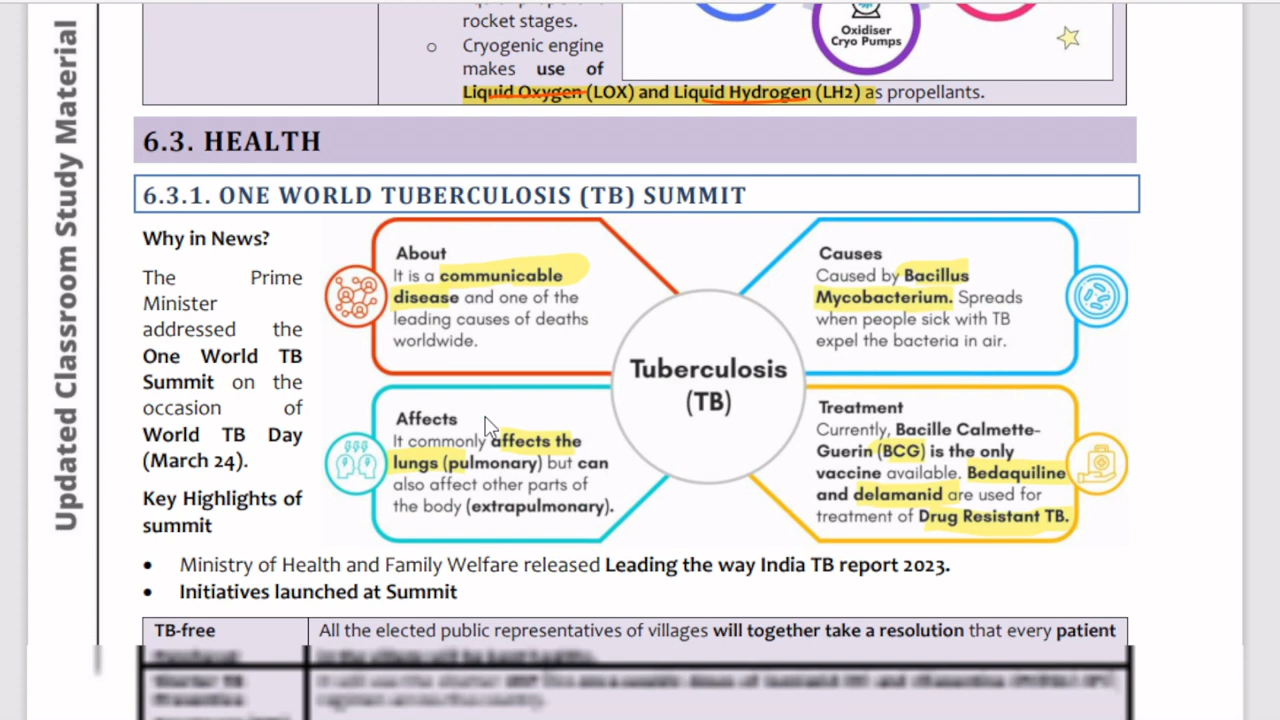 Updated Classroom Study Material
rocket stages.
Oxidiser
Cryo Pumps
o Cryogenic engine
makes use of
Liquid Oxygen (LOX) and Liquid Hydrogen (LH2) as propellants.
6.3. HEALTH
6.3.1. ONE WORLD TUBERCULOSIS (TB) SUMMIT
Why in News?
The Prime
Minister
addressed the
One World TB
Summit on the
occasion of
World TB Day
(March 24).
Key Highlights of
summit
About
It is a communicable
disease and one of the
leading causes of deaths
worldwide.
Causes
Caused by Bacillus
Mycobacterium. Spreads
when people sick with TB
expel the bacteria in air.
Tuberculosis
(TB)
Affects
It commonly affects the
lungs (pulmonary) but can
also affect other parts of
the body (extrapulmonary).
Treatment
Currently, Bacille Calmette-
Guerin (BCG) is the only
vaccine available. Bedaquiline
and delamanid are used for
treatment of Drug Resistant TB.
• Ministry of Health and Family Welfare released Leading the way India TB report 2023.
• Initiatives launched at Summit
TB-free
All the elected public representatives of villages will together take a resolution that every patient